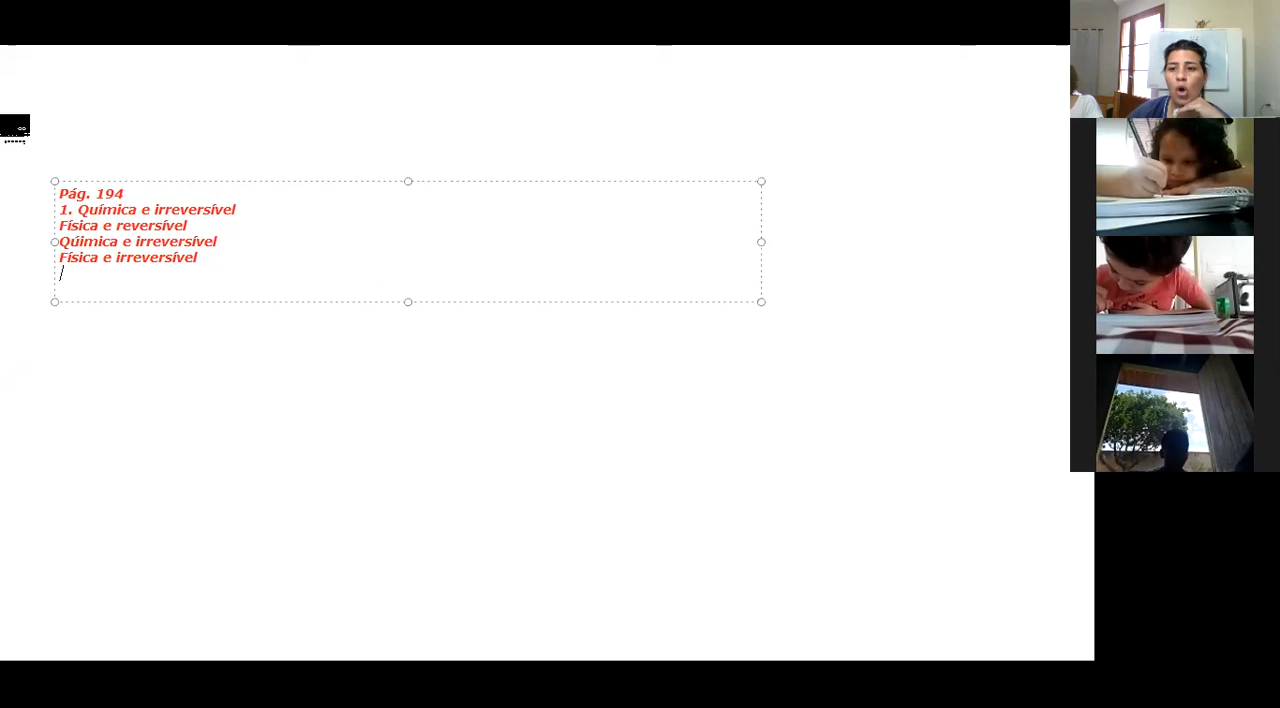 Pág. 194
1. Química e irreversível
Física e reversível
Qúimica e irreversível
Física e irreversível